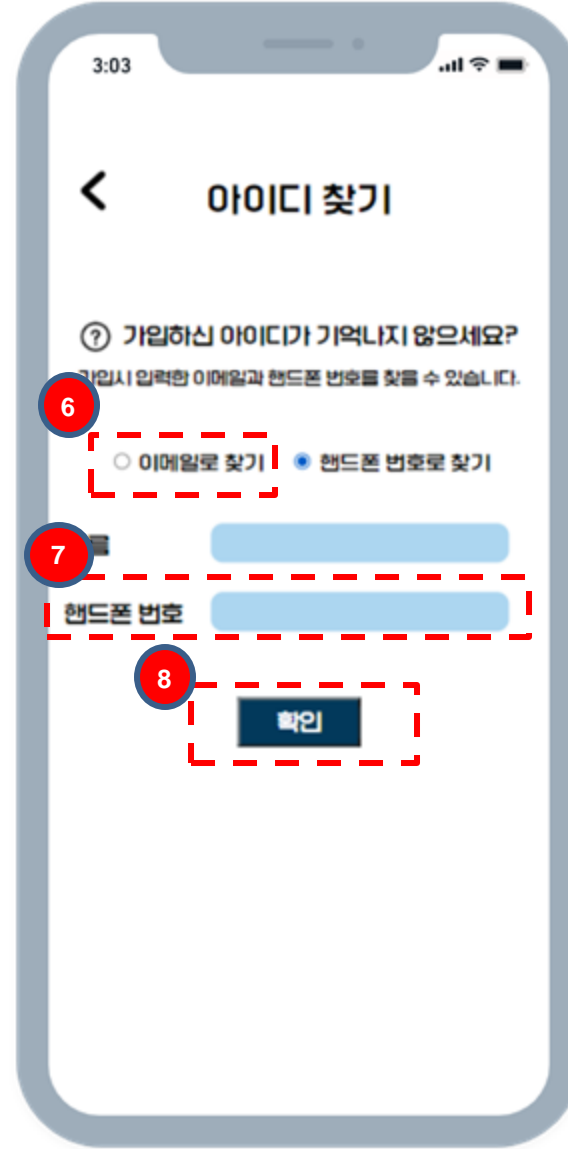 3:03
아이디 찾기
? 가입하신 아이디가 기억나지 않으세요?
가입시 입력한 이메일과 핸드폰 번호를 찾을 수 있습니다.
6
이메일로 찾기 핸드폰 번호로 찾기
7
핸드폰 번호
8
확인